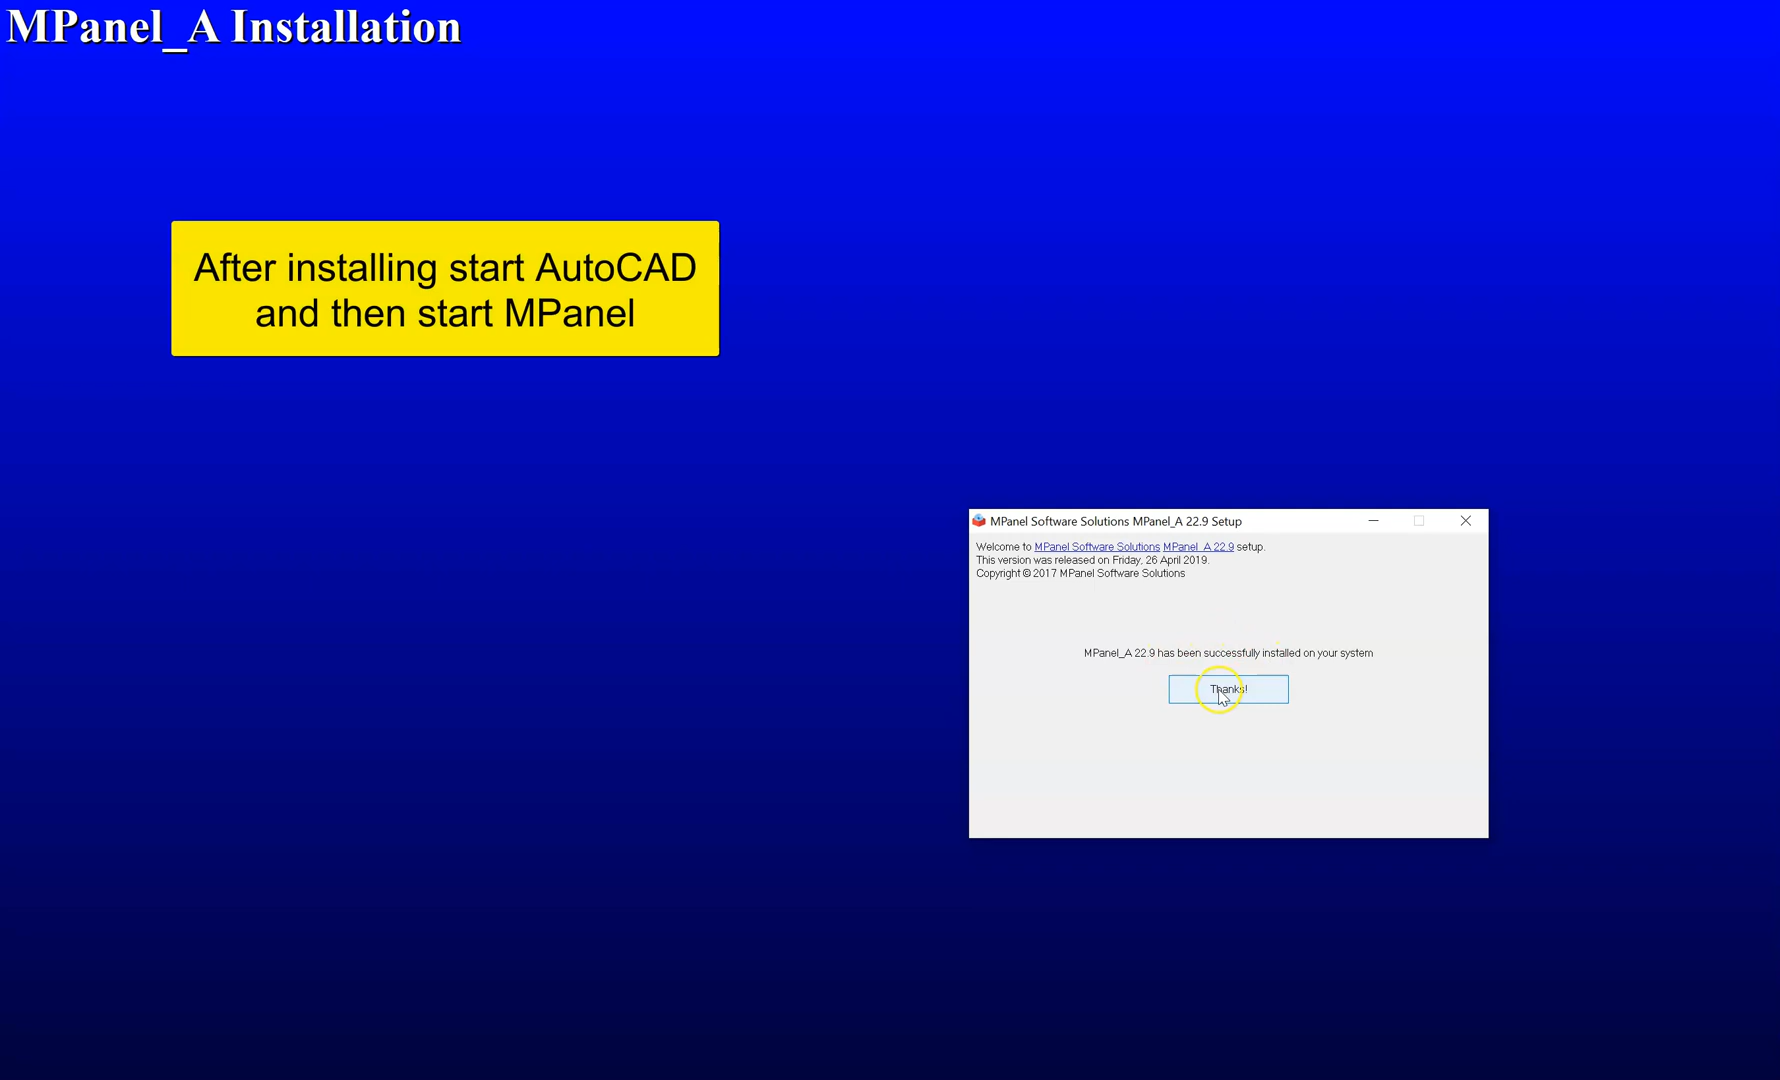 MPanel_A Installation
After installing start AutoCAD
and then start MPanel
MPanel Software Solutions MPanel_A 22.9 Setup
Welcome to MPanel Software Solutions MPanel_A 22.9 setup.
This version was released on Friday, 26 April 2019.
Copyright © 2017 MPanel Software Solutions
MPanel_A 22.9 has been successfully installed on your system
Thanks!